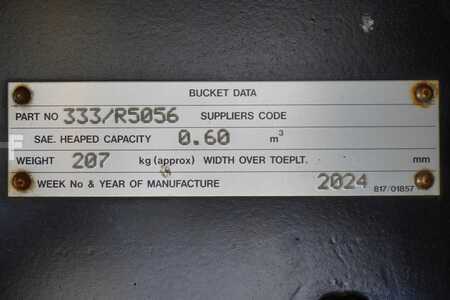 BUCKET DATA
PART NO 333/R5056 SUPPLIERS CODE
SAE. HEAPED CAPACITY 0.60 m³
WEIGHT 207 kg (approx) WIDTH OVER TOEPLT. mm
WEEK No & YEAR OF MANUFACTURE 2024 817/01857